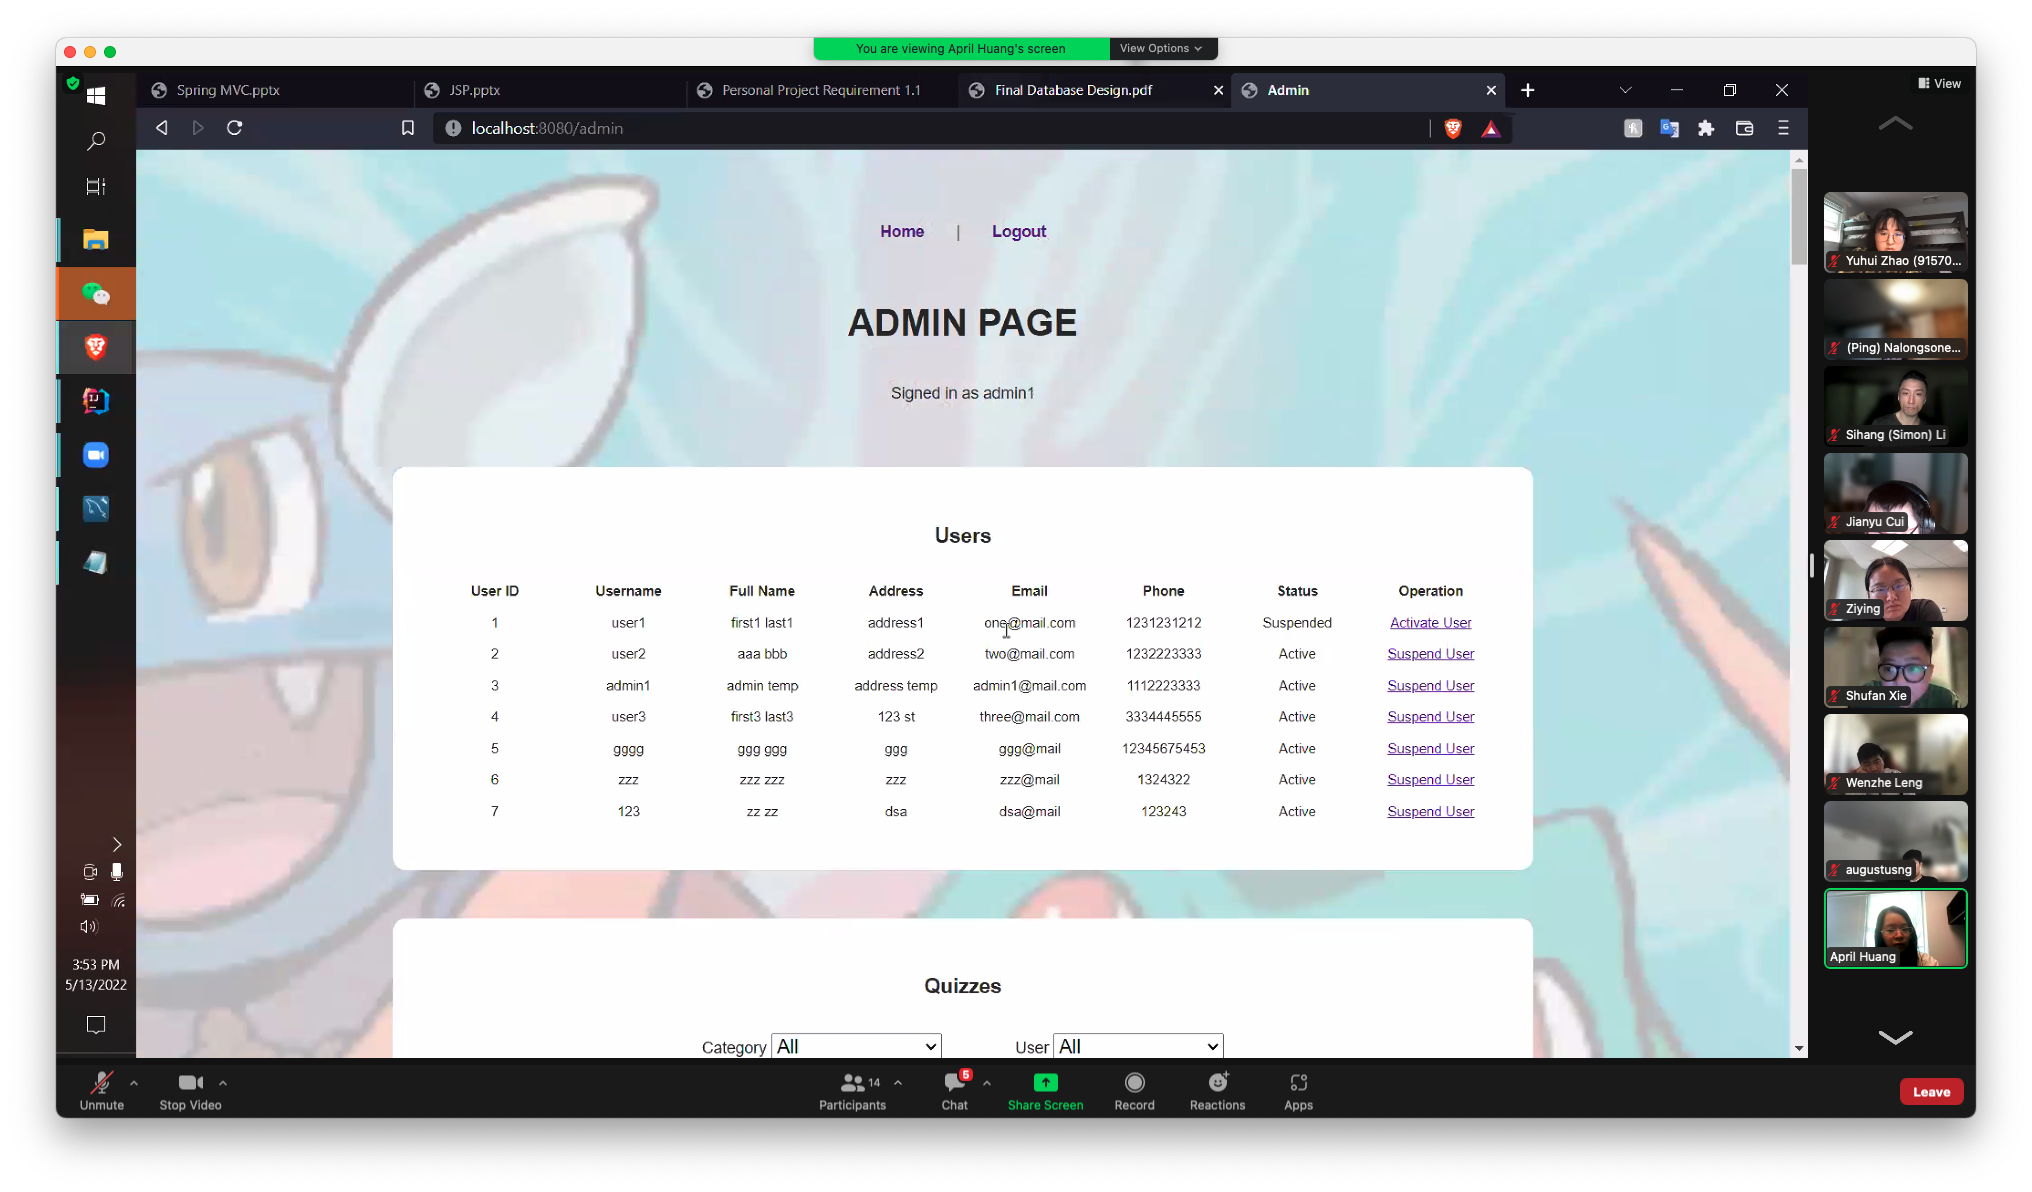 You are viewing April Huang's screen View Options
View
Spring MVC.pptx JSP.pptx Personal Project Requirement 1.1 Final Database Design.pdf Admin
localhost:8080/admin
Home | Logout
ADMIN PAGE
Signed in as admin1
Users
User ID Username Full Name Address Email Phone Status Operation
1 user1 first1 last1 address1 one@mail.com 1231231212 Suspended Activate User
2 user2 aaa bbb address2 two@mail.com 1232223333 Active Suspend User
3 admin1 admin temp address temp admin1@mail.com 1112223333 Active Suspend User
4 user3 first3 last3 123 st three@mail.com 3334445555 Active Suspend User
5 gggg ggg ggg ggg ggg@mail 12345675453 Active Suspend User
6 zzz zzz zzz zzz zzz@mail 1324322 Active Suspend User
7 123 zz zz dsa dsa@mail 123243 Active Suspend User
Quizzes
Category All User All
3:53 PM
5/13/2022
Yuhui Zhao (91570...
(Ping) Nalongsone...
Sihang (Simon) Li
Jianyu Cui
Ziying
Shufan Xie
Wenzhe Leng
augustusng
April Huang
Unmute Stop Video 14 Participants 5 Chat Share Screen Record Reactions Apps Leave